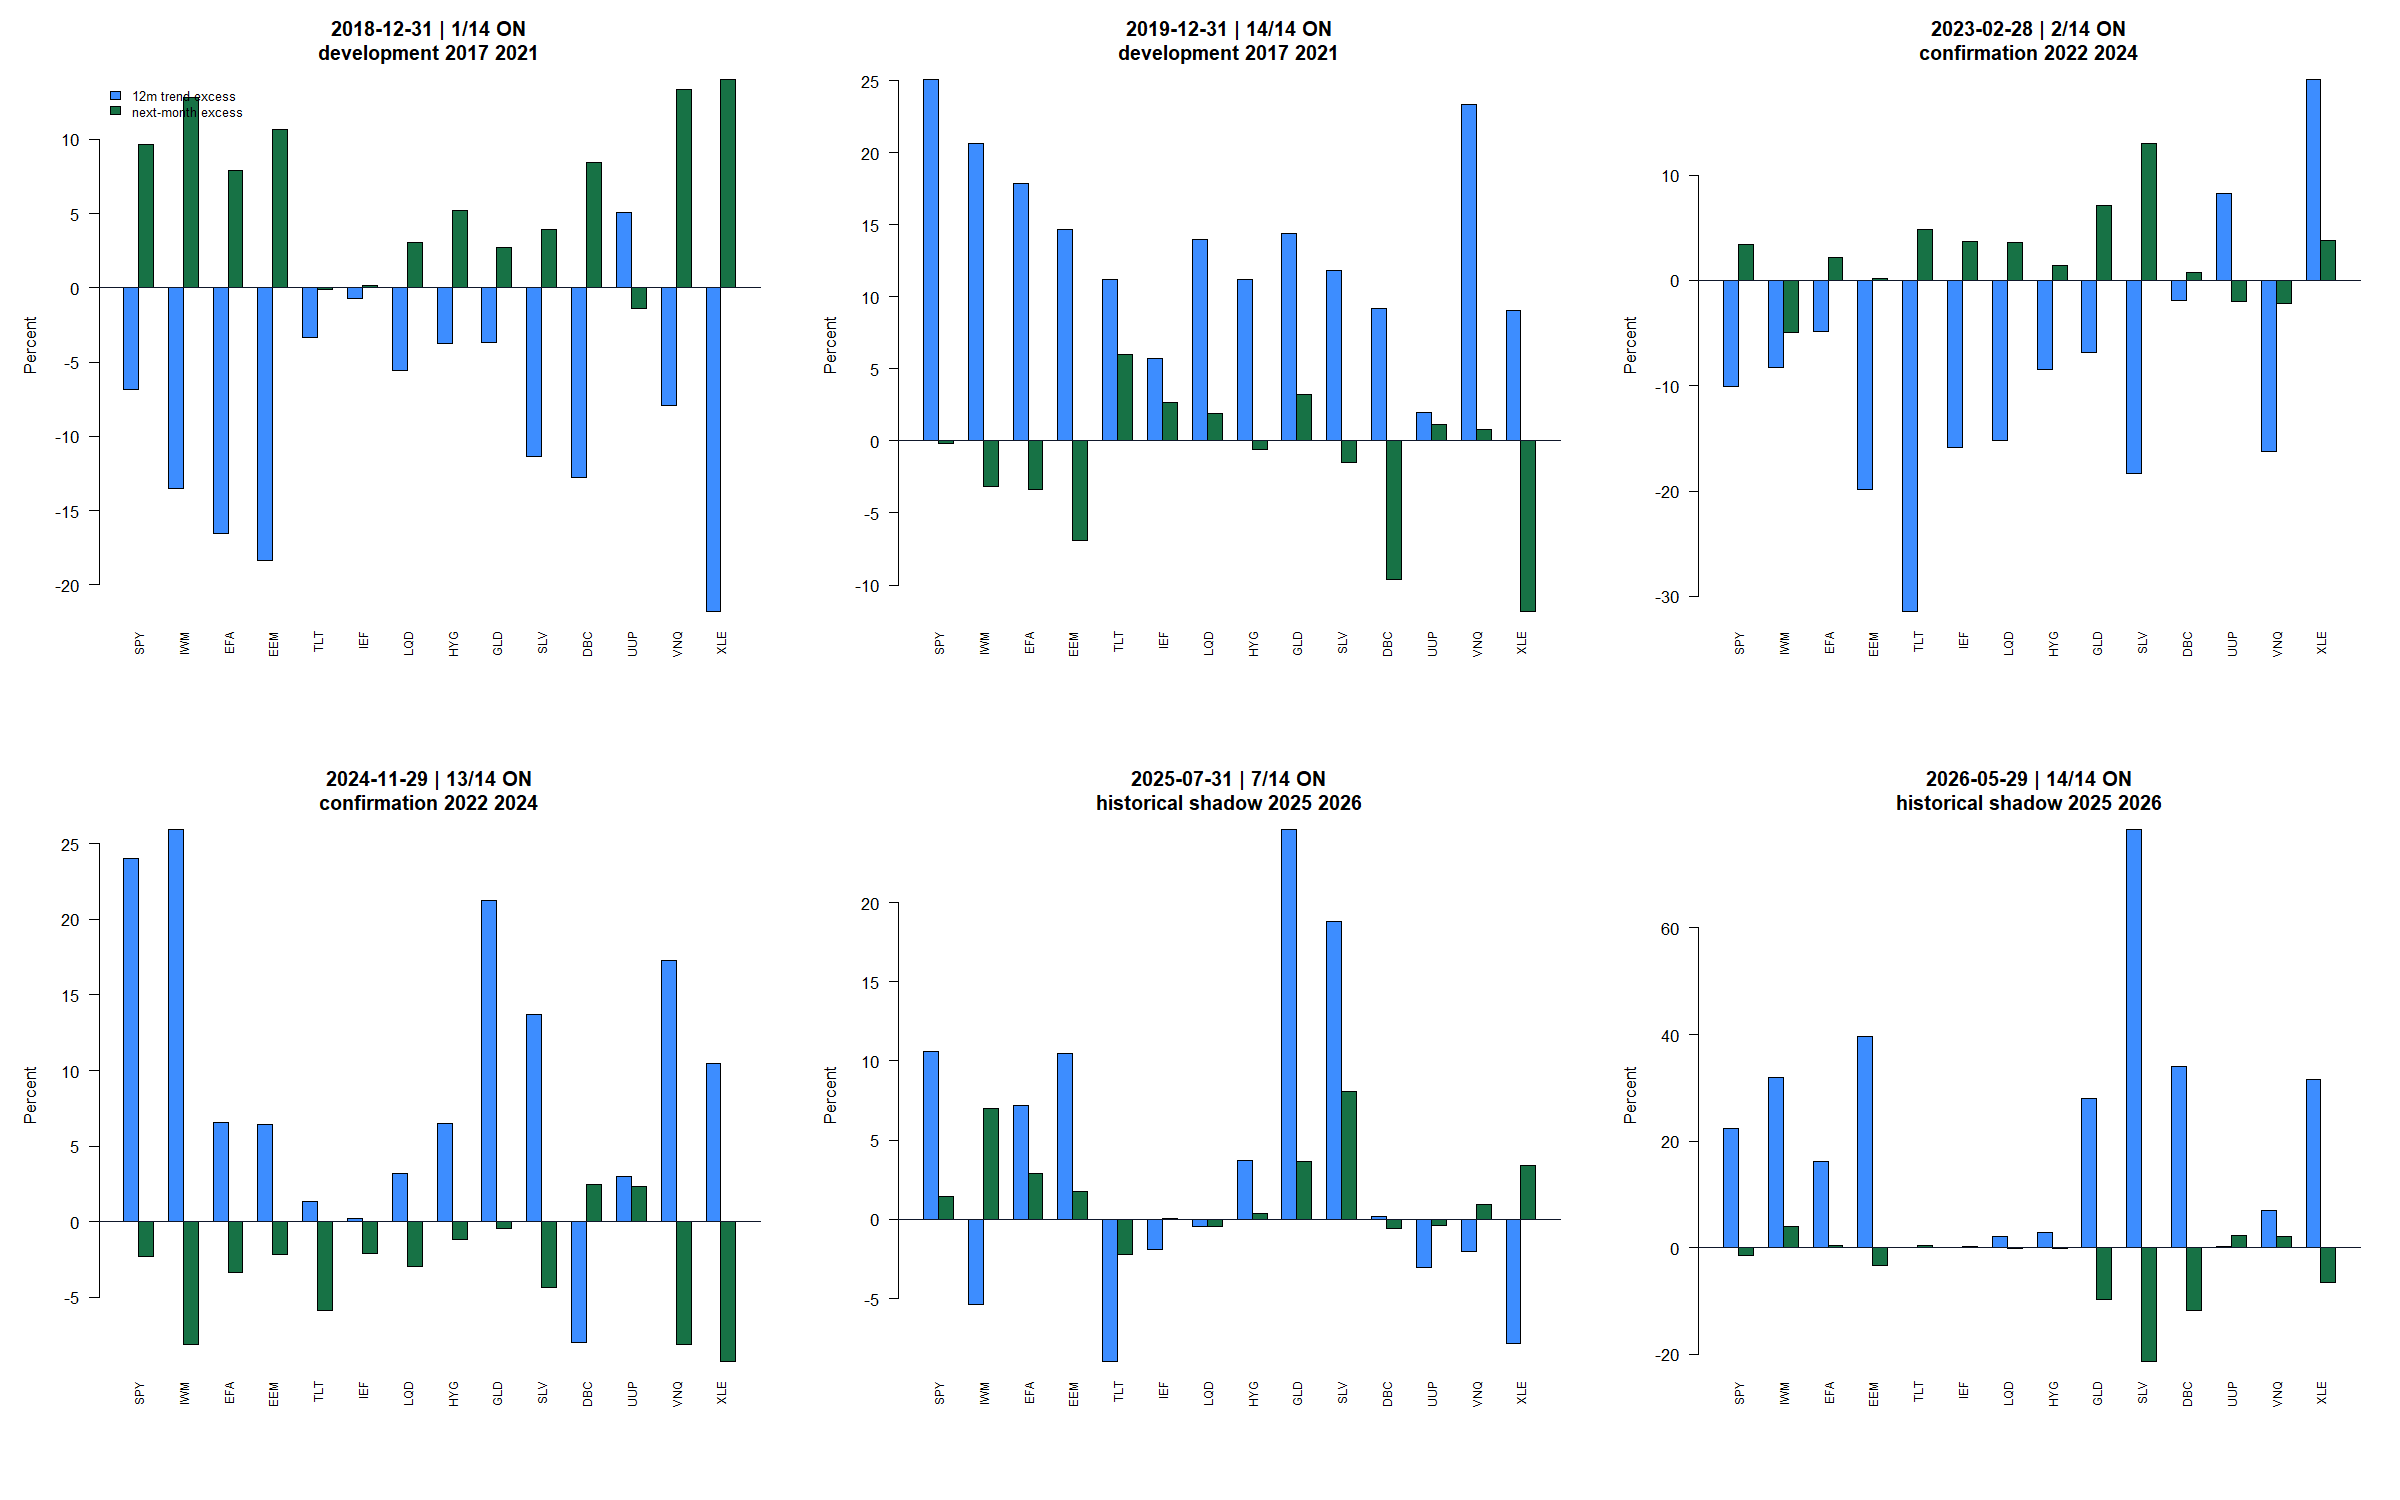 2018-12-31 | 1/14 ON
development 2017 2021
12m trend excess
next-month excess
Percent
10
5
0
-5
-10
-15
-20
SPY
IWM
EFA
EEM
TLT
IEF
LQD
HYG
GLD
SLV
DBC
UUP
VNQ
XLE
2019-12-31 | 14/14 ON
development 2017 2021
Percent
25
20
15
10
5
0
-5
-10
SPY
IWM
EFA
EEM
TLT
IEF
LQD
HYG
GLD
SLV
DBC
UUP
VNQ
XLE
2023-02-28 | 2/14 ON
confirmation 2022 2024
Percent
10
0
-10
-20
-30
SPY
IWM
EFA
EEM
TLT
IEF
LQD
HYG
GLD
SLV
DBC
UUP
VNQ
XLE
2024-11-29 | 13/14 ON
confirmation 2022 2024
Percent
25
20
15
10
5
0
-5
SPY
IWM
EFA
EEM
TLT
IEF
LQD
HYG
GLD
SLV
DBC
UUP
VNQ
XLE
2025-07-31 | 7/14 ON
historical shadow 2025 2026
Percent
20
15
10
5
0
-5
SPY
IWM
EFA
EEM
TLT
IEF
LQD
HYG
GLD
SLV
DBC
UUP
VNQ
XLE
2026-05-29 | 14/14 ON
historical shadow 2025 2026
Percent
60
40
20
0
-20
SPY
IWM
EFA
EEM
TLT
IEF
LQD
HYG
GLD
SLV
DBC
UUP
VNQ
XLE